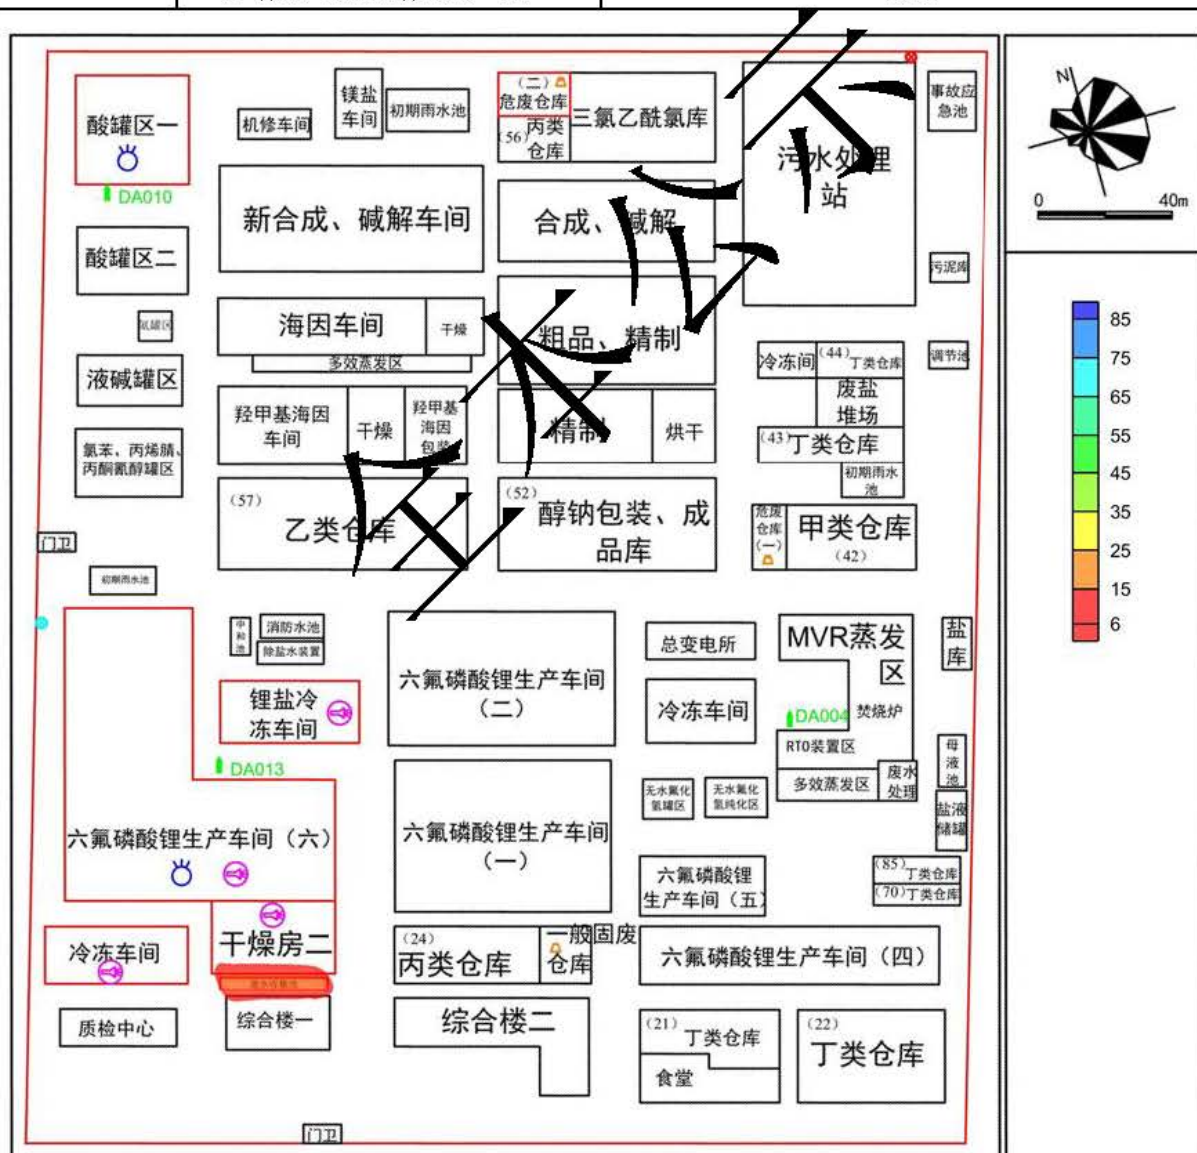 酸罐区一
DA010
酸罐区二
氨罐区
液碱罐区
氯苯、丙烯腈、
丙酮氰醇罐区
门卫
初期雨水池
机修车间
镁盐
车间
初期雨水池
(二)
危废仓库
(56)
丙类
仓库
三氯乙酰氯库
污水处理
站
事故应
急池
N
0
40m
新合成、碱解车间
合成、碱解
污泥库
海因车间
干燥
多效蒸发区
粗品、精制
冷冻间
(44)
丁类仓库
调节池
废盐
堆场
羟甲基海因
车间
干燥
羟甲基
海因
包装
精制
烘干
(43)
丁类仓库
初期雨水
池
(57)
乙类仓库
(52)
醇钠包装、成
品库
危废
仓库
(一)
甲类仓库
(42)
85
75
65
55
45
35
25
15
6
中
和
池
消防水池
除盐水装置
锂盐冷
冻车间
DA013
六氟磷酸锂生产车间
(二)
总变电所
冷冻车间
MVR蒸发
区
盐
库
DA004
焚烧炉
RTO装置区
多效蒸发区
废水
处理
母
液
池
盐液
储罐
六氟磷酸锂生产车间(六)
六氟磷酸锂生产车间
(一)
无水氟化
氢罐区
无水氟化
氢纯化区
六氟磷酸锂
生产车间(五)
(85)
丁类仓库
(70)
丁类仓库
冷冻车间
干燥房二
(24)
丙类仓库
一般固废
仓库
六氟磷酸锂生产车间(四)
质检中心
综合楼一
综合楼二
(21)
丁类仓库
食堂
(22)
丁类仓库
门卫